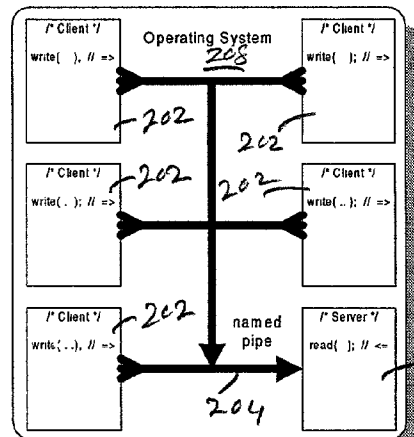 /* Client */
write( ), // =>
202
Operating System
208
/* Client */
write( ); // =>
202
/* Client */
write( . ); // =>
202
/* Client */
write( .. ); // =>
202
/* Client */
write( . .), // =>
202
named
pipe
204
/* Server */
read( ); // <=